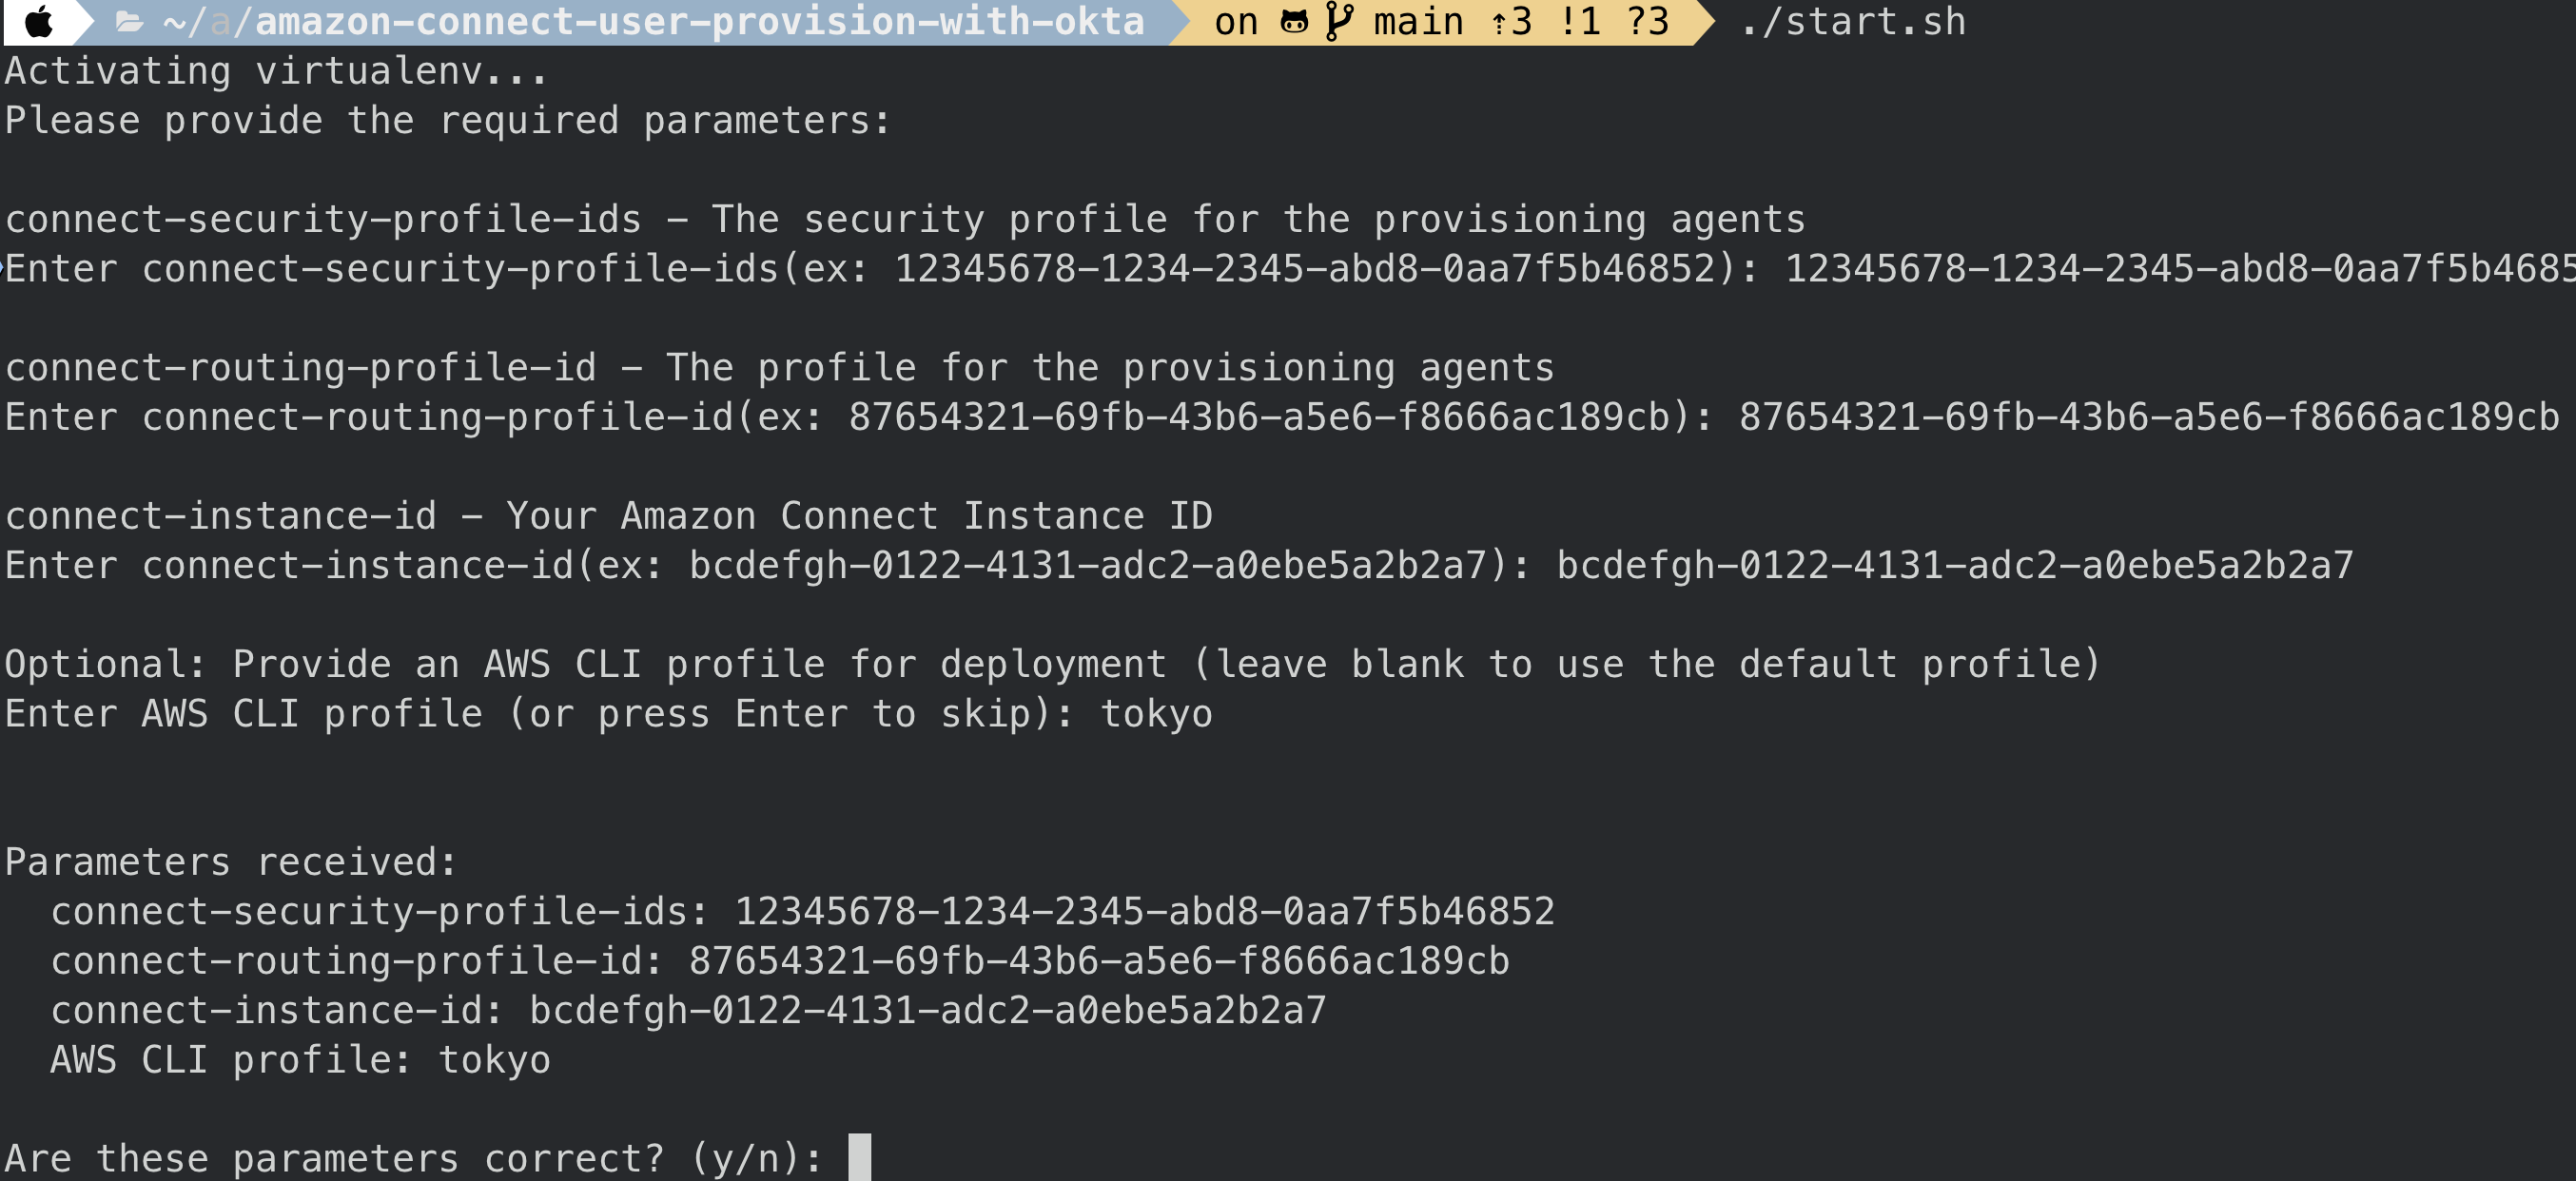 ~/a/amazon-connect-user-provision-with-okta on main ⇡3 !1 ?3 ./start.sh
Activating virtualenv...
Please provide the required parameters:
connect-security-profile-ids - The security profile for the provisioning agents
Enter connect-security-profile-ids(ex: 12345678-1234-2345-abd8-0aa7f5b46852): 12345678-1234-2345-abd8-0aa7f5b4685
connect-routing-profile-id - The profile for the provisioning agents
Enter connect-routing-profile-id(ex: 87654321-69fb-43b6-a5e6-f8666ac189cb): 87654321-69fb-43b6-a5e6-f8666ac189cb
connect-instance-id - Your Amazon Connect Instance ID
Enter connect-instance-id(ex: bcdefgh-0122-4131-adc2-a0ebe5a2b2a7): bcdefgh-0122-4131-adc2-a0ebe5a2b2a7
Optional: Provide an AWS CLI profile for deployment (leave blank to use the default profile)
Enter AWS CLI profile (or press Enter to skip): tokyo
Parameters received:
connect-security-profile-ids: 12345678-1234-2345-abd8-0aa7f5b46852
connect-routing-profile-id: 87654321-69fb-43b6-a5e6-f8666ac189cb
connect-instance-id: bcdefgh-0122-4131-adc2-a0ebe5a2b2a7
AWS CLI profile: tokyo
Are these parameters correct? (y/n):